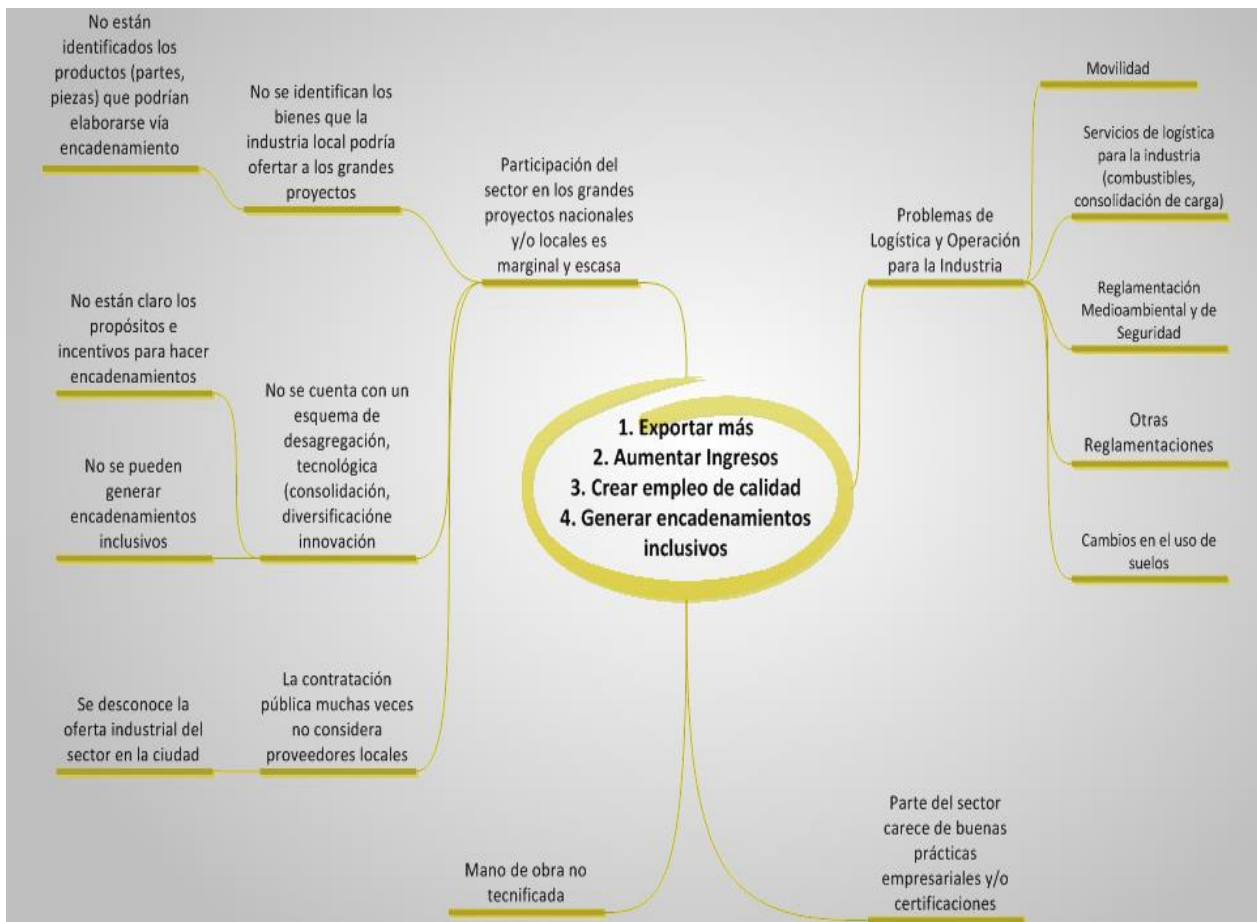 No están
identificados los
productos (partes,
piezas) que podrían
elaborarse vía
encadenamiento
No se identifican los
bienes que la
industria local podría
ofertar a los grandes
proyectos
Participación del
sector en los grandes
proyectos nacionales
y/o locales es
marginal y escasa
No están claro los
propósitos e
incentivos para hacer
encadenamientos
No se pueden
generar
encadenamientos
inclusivos
No se cuenta con un
esquema de
desagregación,
tecnológica
(consolidación,
diversificacióne
innovación
Se desconoce la
oferta industrial del
sector en la ciudad
La contratación
pública muchas veces
no considera
proveedores locales
1. Exportar más
2. Aumentar Ingresos
3. Crear empleo de calidad
4. Generar encadenamientos
inclusivos
Problemas de
Logística y Operación
para la Industria
Movilidad
Servicios de logística
para la industria
(combustibles,
consolidación de carga)
Reglamentación
Medioambiental y de
Seguridad
Otras
Reglamentaciones
Cambios en el uso de
suelos
Mano de obra no
tecnificada
Parte del sector
carece de buenas
prácticas
empresariales y/o
certificaciones